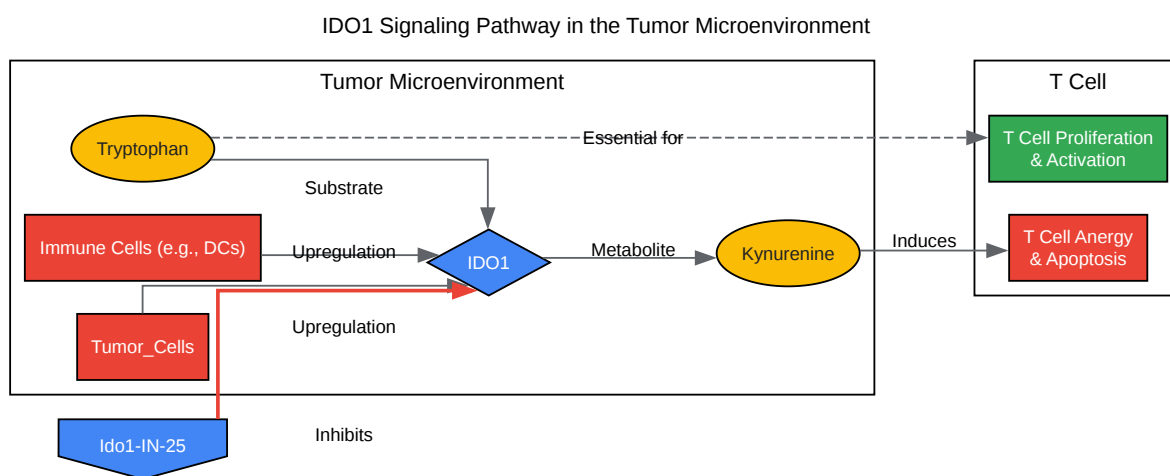 IDO1 Signaling Pathway in the Tumor Microenvironment
Tumor Microenvironment
T Cell
Tryptophan
Essential for
T Cell Proliferation
& Activation
Substrate
Immune Cells (e.g., DCs)
Upregulation
IDO1
Metabolite
Kynurenine
Induces
T Cell Anergy
& Apoptosis
Upregulation
Tumor_Cells
Ido1-IN-25
Inhibits